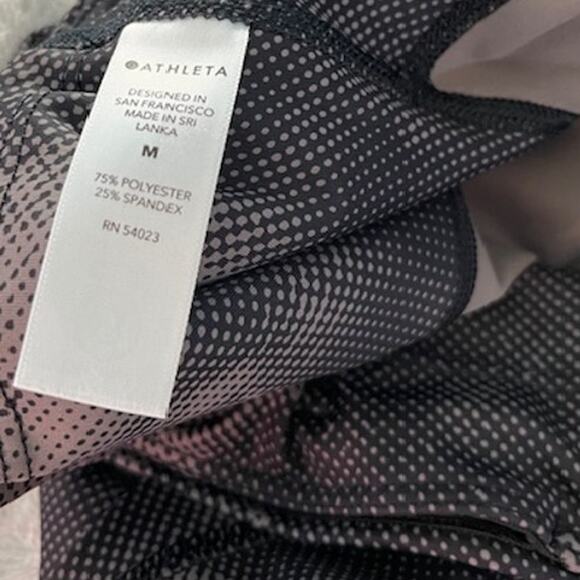 ATHLETA
DESIGNED IN
SAN FRANCISCO
MADE IN SRI
LANKA
M
75% POLYESTER
25% SPANDEX
RN 54023